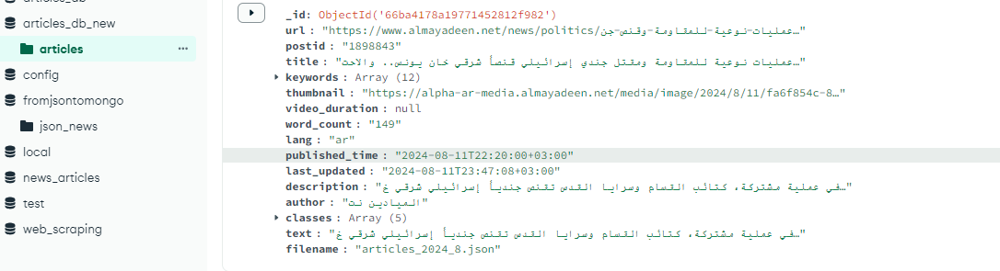 articles_db
articles_db_new
articles
config
fromjsontomongo
json_news
local
news_articles
test
web_scraping
_id: ObjectId('66ba4178a19771452812f982')
url : "https://www.almayadeen.net/news/politics/عمليات-نوعية-للمقاومة-وقنص-جن…"
postid : "1898843"
title : "عمليات نوعية للمقاومة ومقتل جندي إسرائيلي قنصاً شرقي خان يونس.. والاحت…"
keywords : Array (12)
thumbnail : "https://alpha-ar-media.almayadeen.net/media/image/2024/8/11/fa6f854c-8…"
video_duration : null
word_count : "149"
lang : "ar"
published_time : "2024-08-11T22:20:00+03:00"
last_updated : "2024-08-11T23:47:08+03:00"
description : "في عملية مشتركة، كتائب القسام وسرايا القدس تقنص جندياً إسرائيلي شرقي خ…"
author : "الميادين نت"
classes : Array (5)
text : "في عملية مشتركة، كتائب القسام وسرايا القدس تقنص جندياً إسرائيلي شرقي خ…"
filename : "articles_2024_8.json"